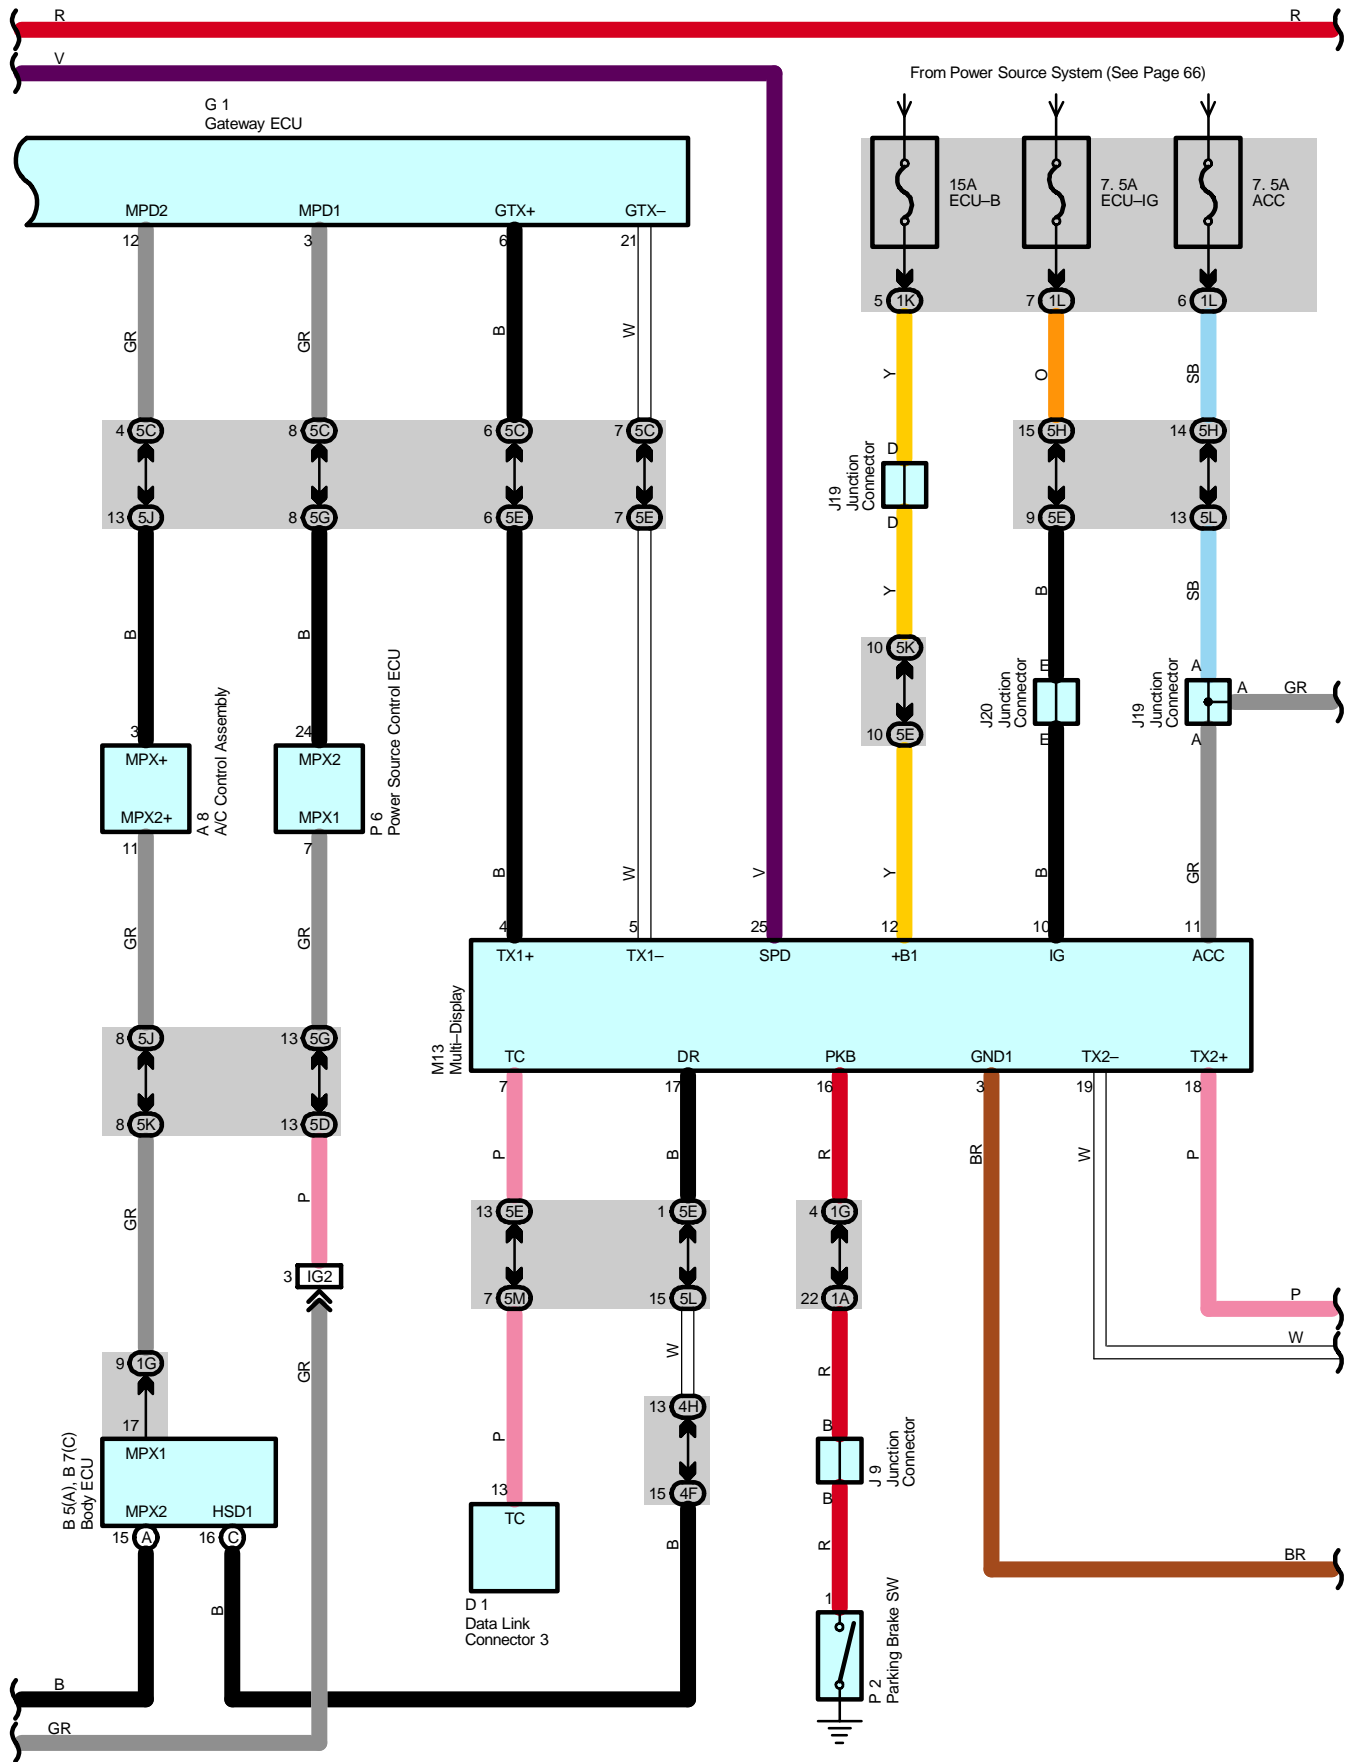 R
R
V
From Power Source System (See Page 66)
G 1
Gateway ECU
MPD2
MPD1
GTX+
GTX–
12
3
6
21
15A
ECU–B
7. 5A
ECU–IG
7. 5A
ACC
5 1K
7 1L
6 1L
GR
GR
B
W
Y
O
SB
4 5C
8 5C
6 5C
7 5C
15 5H
14 5H
D
J19
Junction
Connector
D
13 5J
8 5G
6 5E
7 5E
9 5E
13 5L
B
B
Y
B
SB
10 5K
10 5E
E
J20
Junction
Connector
E
A
J19
Junction
Connector
A
A
GR
3
MPX+
MPX2+
11
A 8
A/C Control Assembly
24
MPX2
MPX1
7
P 6
Power Source Control ECU
GR
GR
B
W
V
Y
B
GR
4
5
25
12
10
11
TX1+
TX1–
SPD
+B1
IG
ACC
M13
Multi–Display
TC
DR
PKB
GND1
TX2–
TX2+
7
17
16
3
19
18
8 5J
13 5G
8 5K
13 5D
P
B
R
BR
W
P
GR
P
13 5E
1 5E
4 1G
3 IG2
7 5M
15 5L
22 1A
P
W
W
R
GR
9 1G
17
MPX1
MPX2
HSD1
B 5(A), B 7(C)
Body ECU
15 A
16 C
P
13 4H
15 4F
B
J 9
Junction
Connector
B
13
TC
D 1
Data Link
Connector 3
B
R
BR
B
1
P 2
Parking Brake SW
B
GR